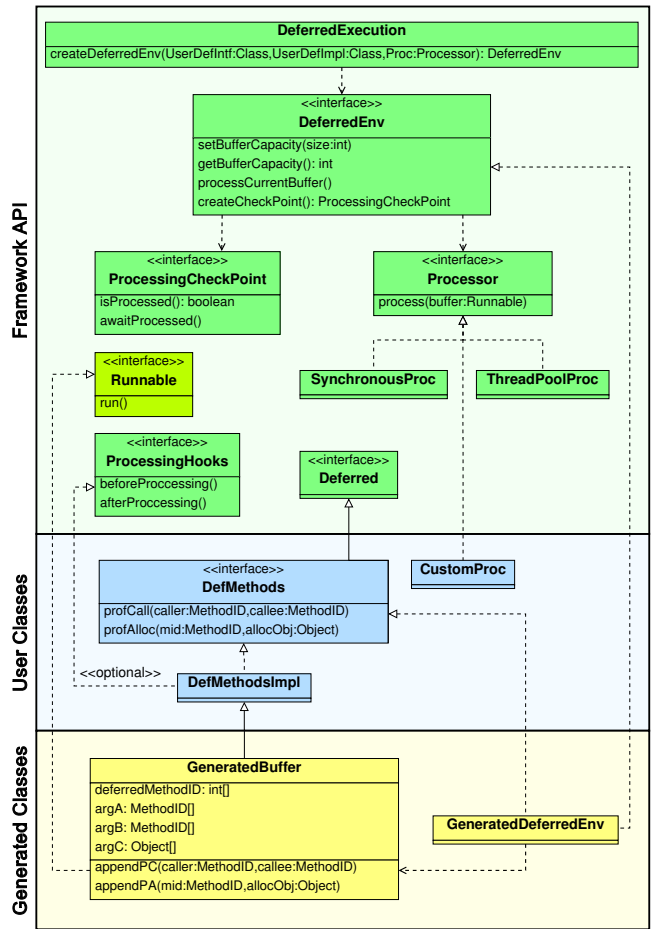 DeferredExecution
createDeferredEnv(UserDefIntf:Class,UserDefImpl:Class,Proc:Processor): DeferredEnv
<<interface>>
DeferredEnv
setBufferCapacity(size:int)
getBufferCapacity(): int
processCurrentBuffer()
createCheckPoint(): ProcessingCheckPoint
Framework API
<<interface>>
ProcessingCheckPoint
isProcessed(): boolean
awaitProcessed()
<<interface>>
Processor
process(buffer:Runnable)
<<interface>>
Runnable
run()
SynchronousProc
ThreadPoolProc
<<interface>>
ProcessingHooks
beforeProccessing()
afterProccessing()
<<interface>>
Deferred
User Classes
<<interface>>
DefMethods
profCall(caller:MethodID,callee:MethodID)
profAlloc(mid:MethodID,allocObj:Object)
CustomProc
<<optional>>
DefMethodsImpl
Generated Classes
GeneratedBuffer
deferredMethodID: int[]
argA: MethodID[]
argB: MethodID[]
argC: Object[]
appendPC(caller:MethodID,callee:MethodID)
appendPA(mid:MethodID,allocObj:Object)
GeneratedDeferredEnv